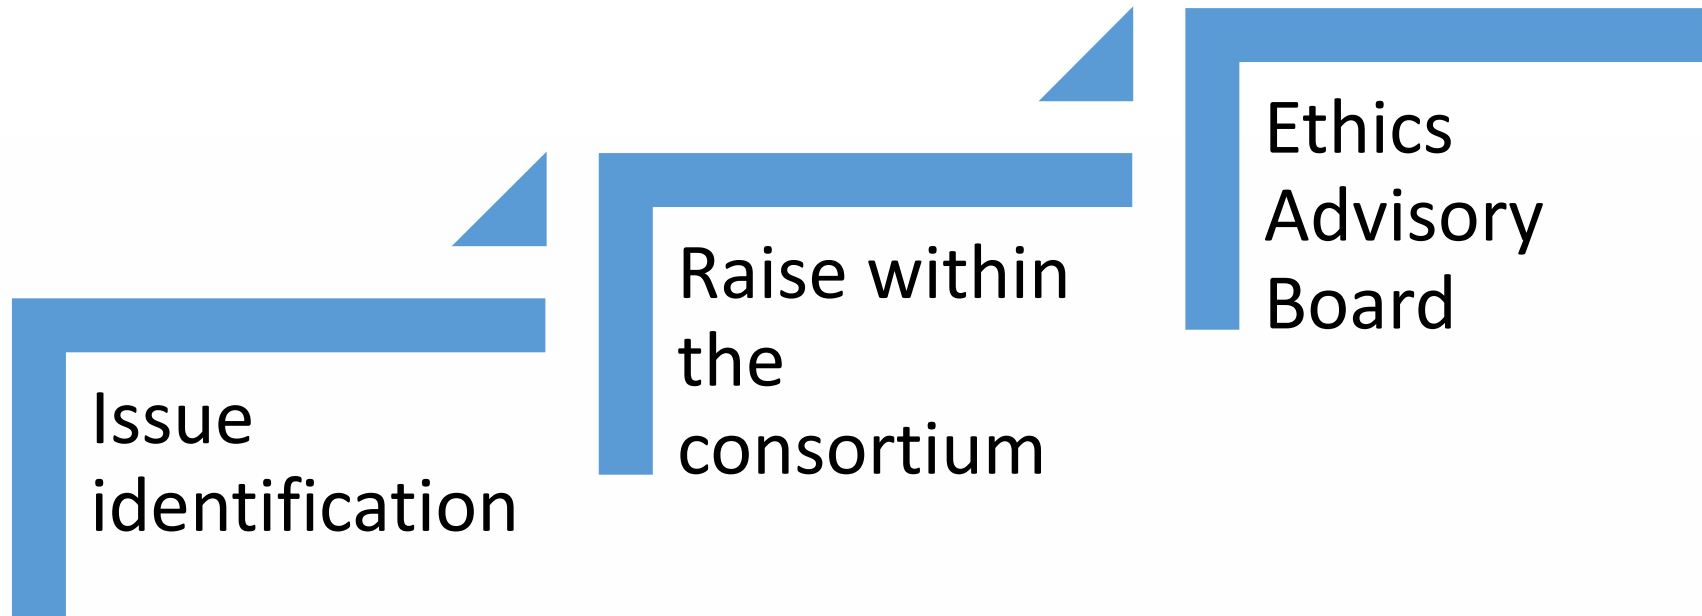 Issue
identification
Raise within
the
consortium
Ethics
Advisory
Board